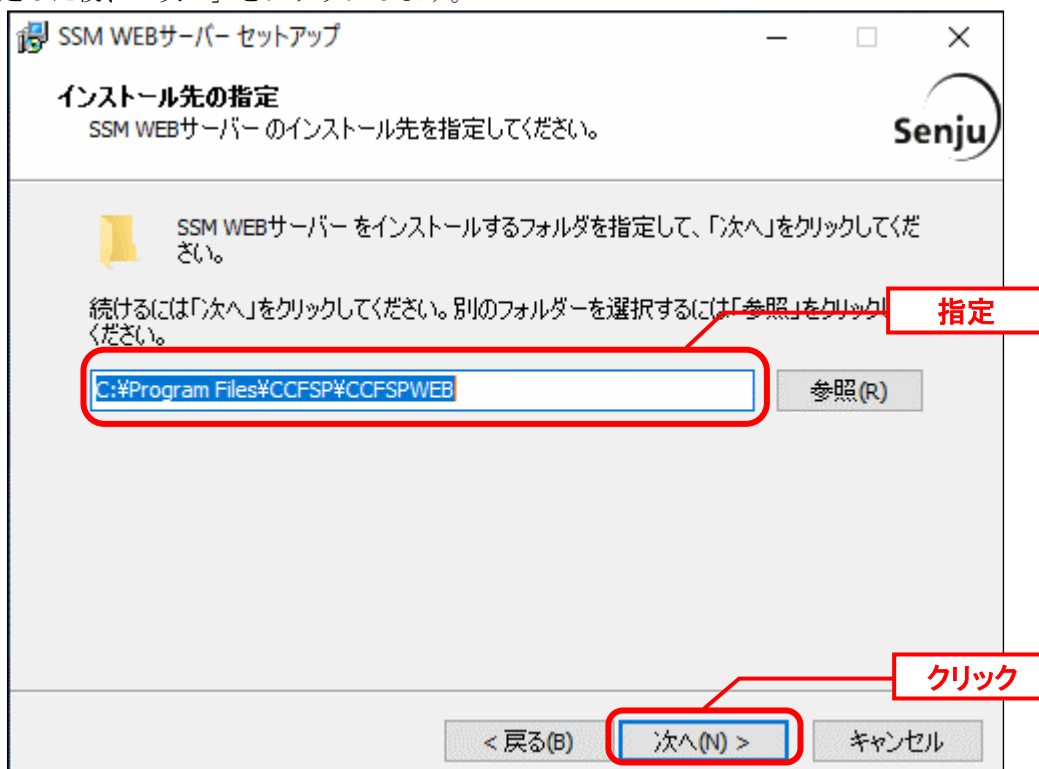 SSM WEBサーバー セットアップ
インストール先の指定
SSM WEBサーバー のインストール先を指定してください。
Senju
SSM WEBサーバー をインストールするフォルダを指定して、「次へ」をクリックしてくだ
さい。
続けるには「次へ」をクリックしてください。別のフォルダーを選択するには「参照」をクリックし
ください。
指定
C:¥Program Files¥CCFSP¥CCFSPWEB
参照(R)
クリック
< 戻る(B)
次へ(N) >
キャンセル